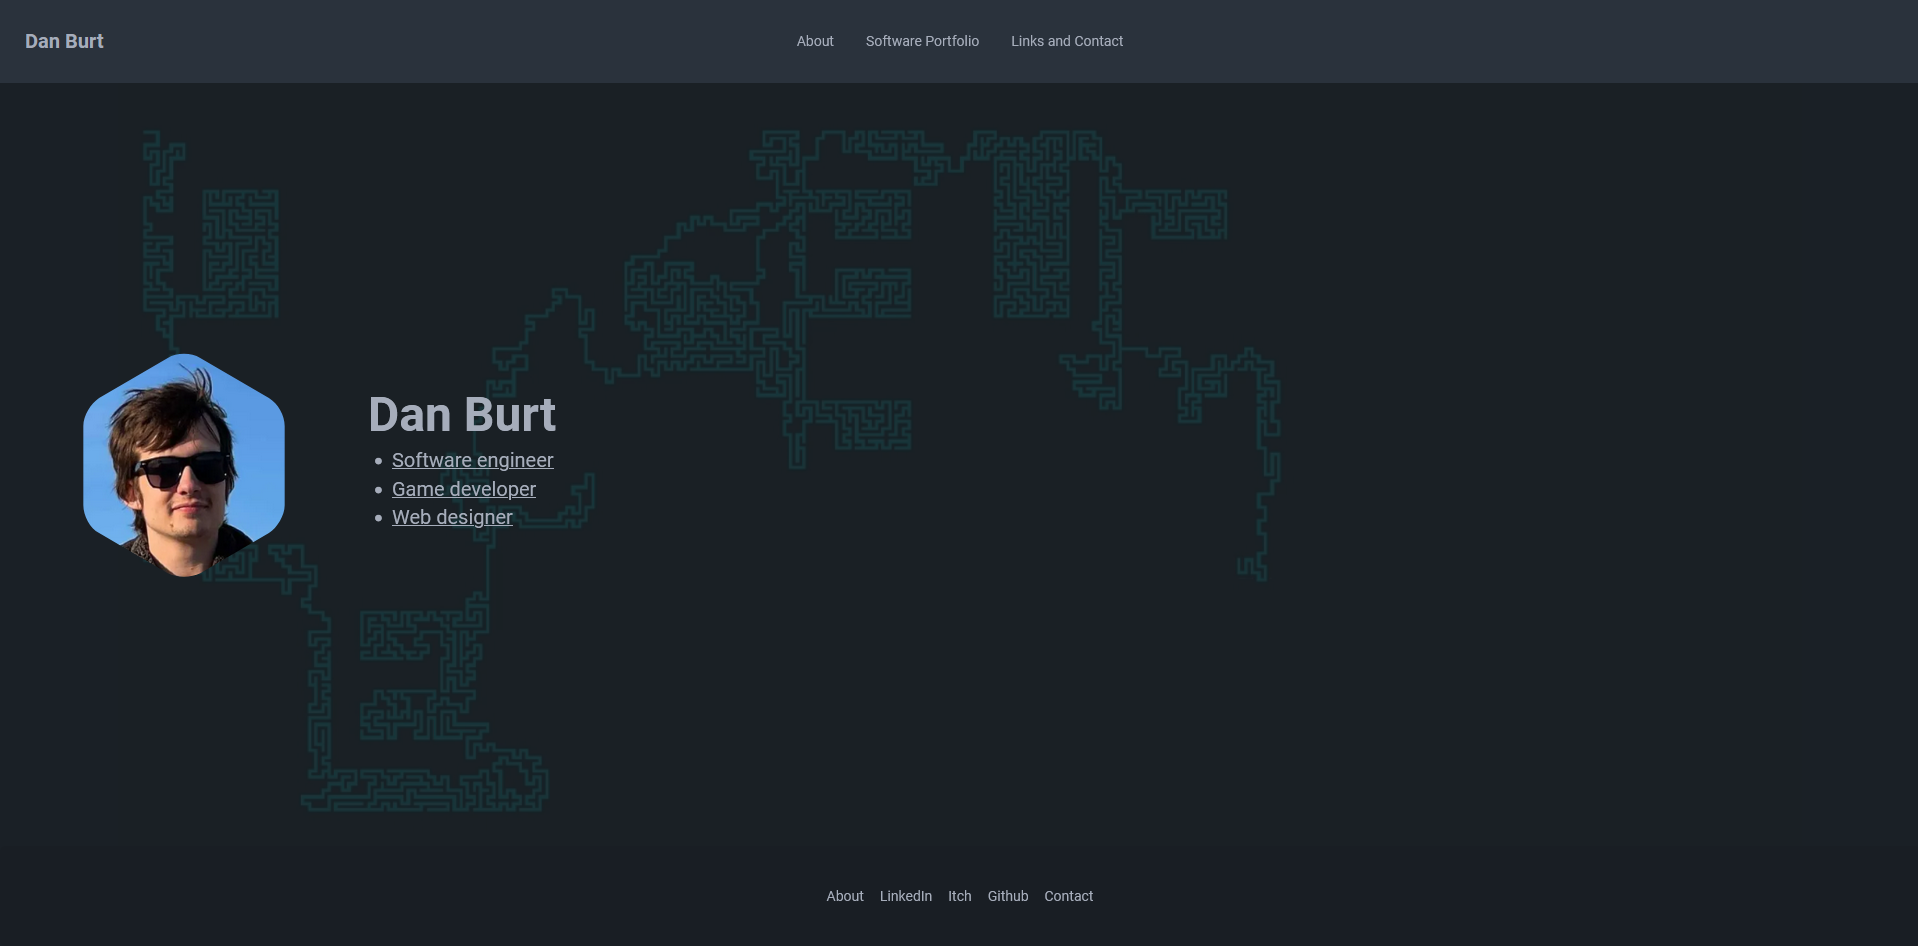 Dan Burt
About Software Portfolio Links and Contact
Dan Burt
Software engineer
Game developer
Web designer
About LinkedIn Itch Github Contact